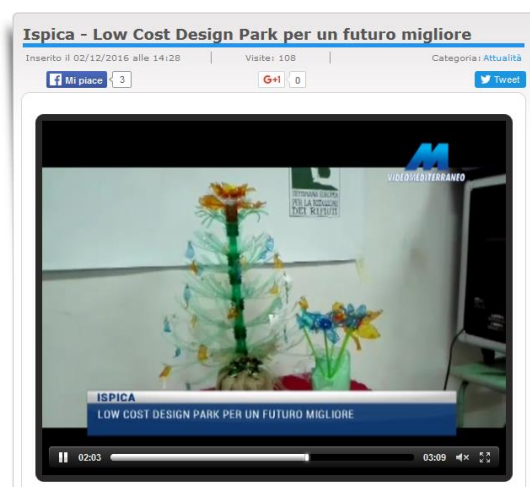 Ispica - Low Cost Design Park per un futuro migliore
Inserito il 02/12/2016 alle 14:28 | Visite: 108 | Categoria: Attualità
Mi piace 3 G+1 0 Tweet
VIDEOMEDITERRANEO
SETTIMANA EUROPEA
PER LA RIDUZIONE
DEI RIFIUTI
ISPICA
LOW COST DESIGN PARK PER UN FUTURO MIGLIORE
02:03 03:09